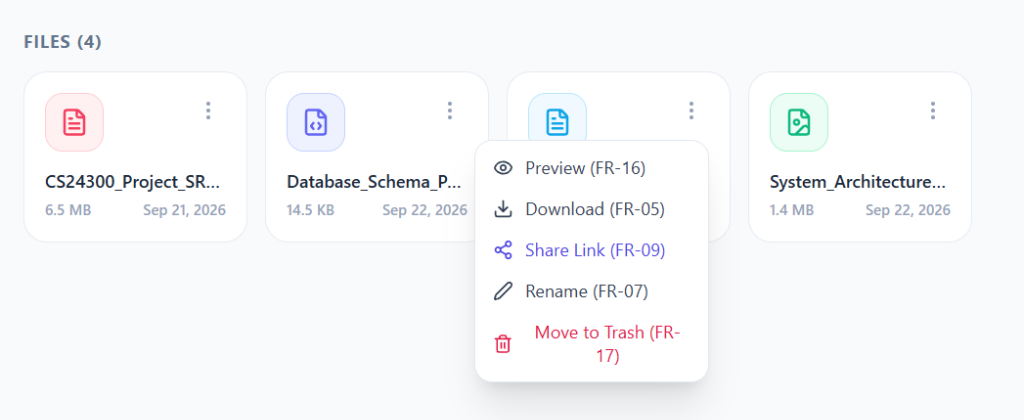 FILES (4)
CS24300_Project_SR...
6.5 MB
Sep 21, 2026
Database_Schema_P...
14.5 KB
Sep 22, 2026
System_Architecture...
1.4 MB
Sep 22, 2026
Preview (FR-16)
Download (FR-05)
Share Link (FR-09)
Rename (FR-07)
Move to Trash (FR-
17)